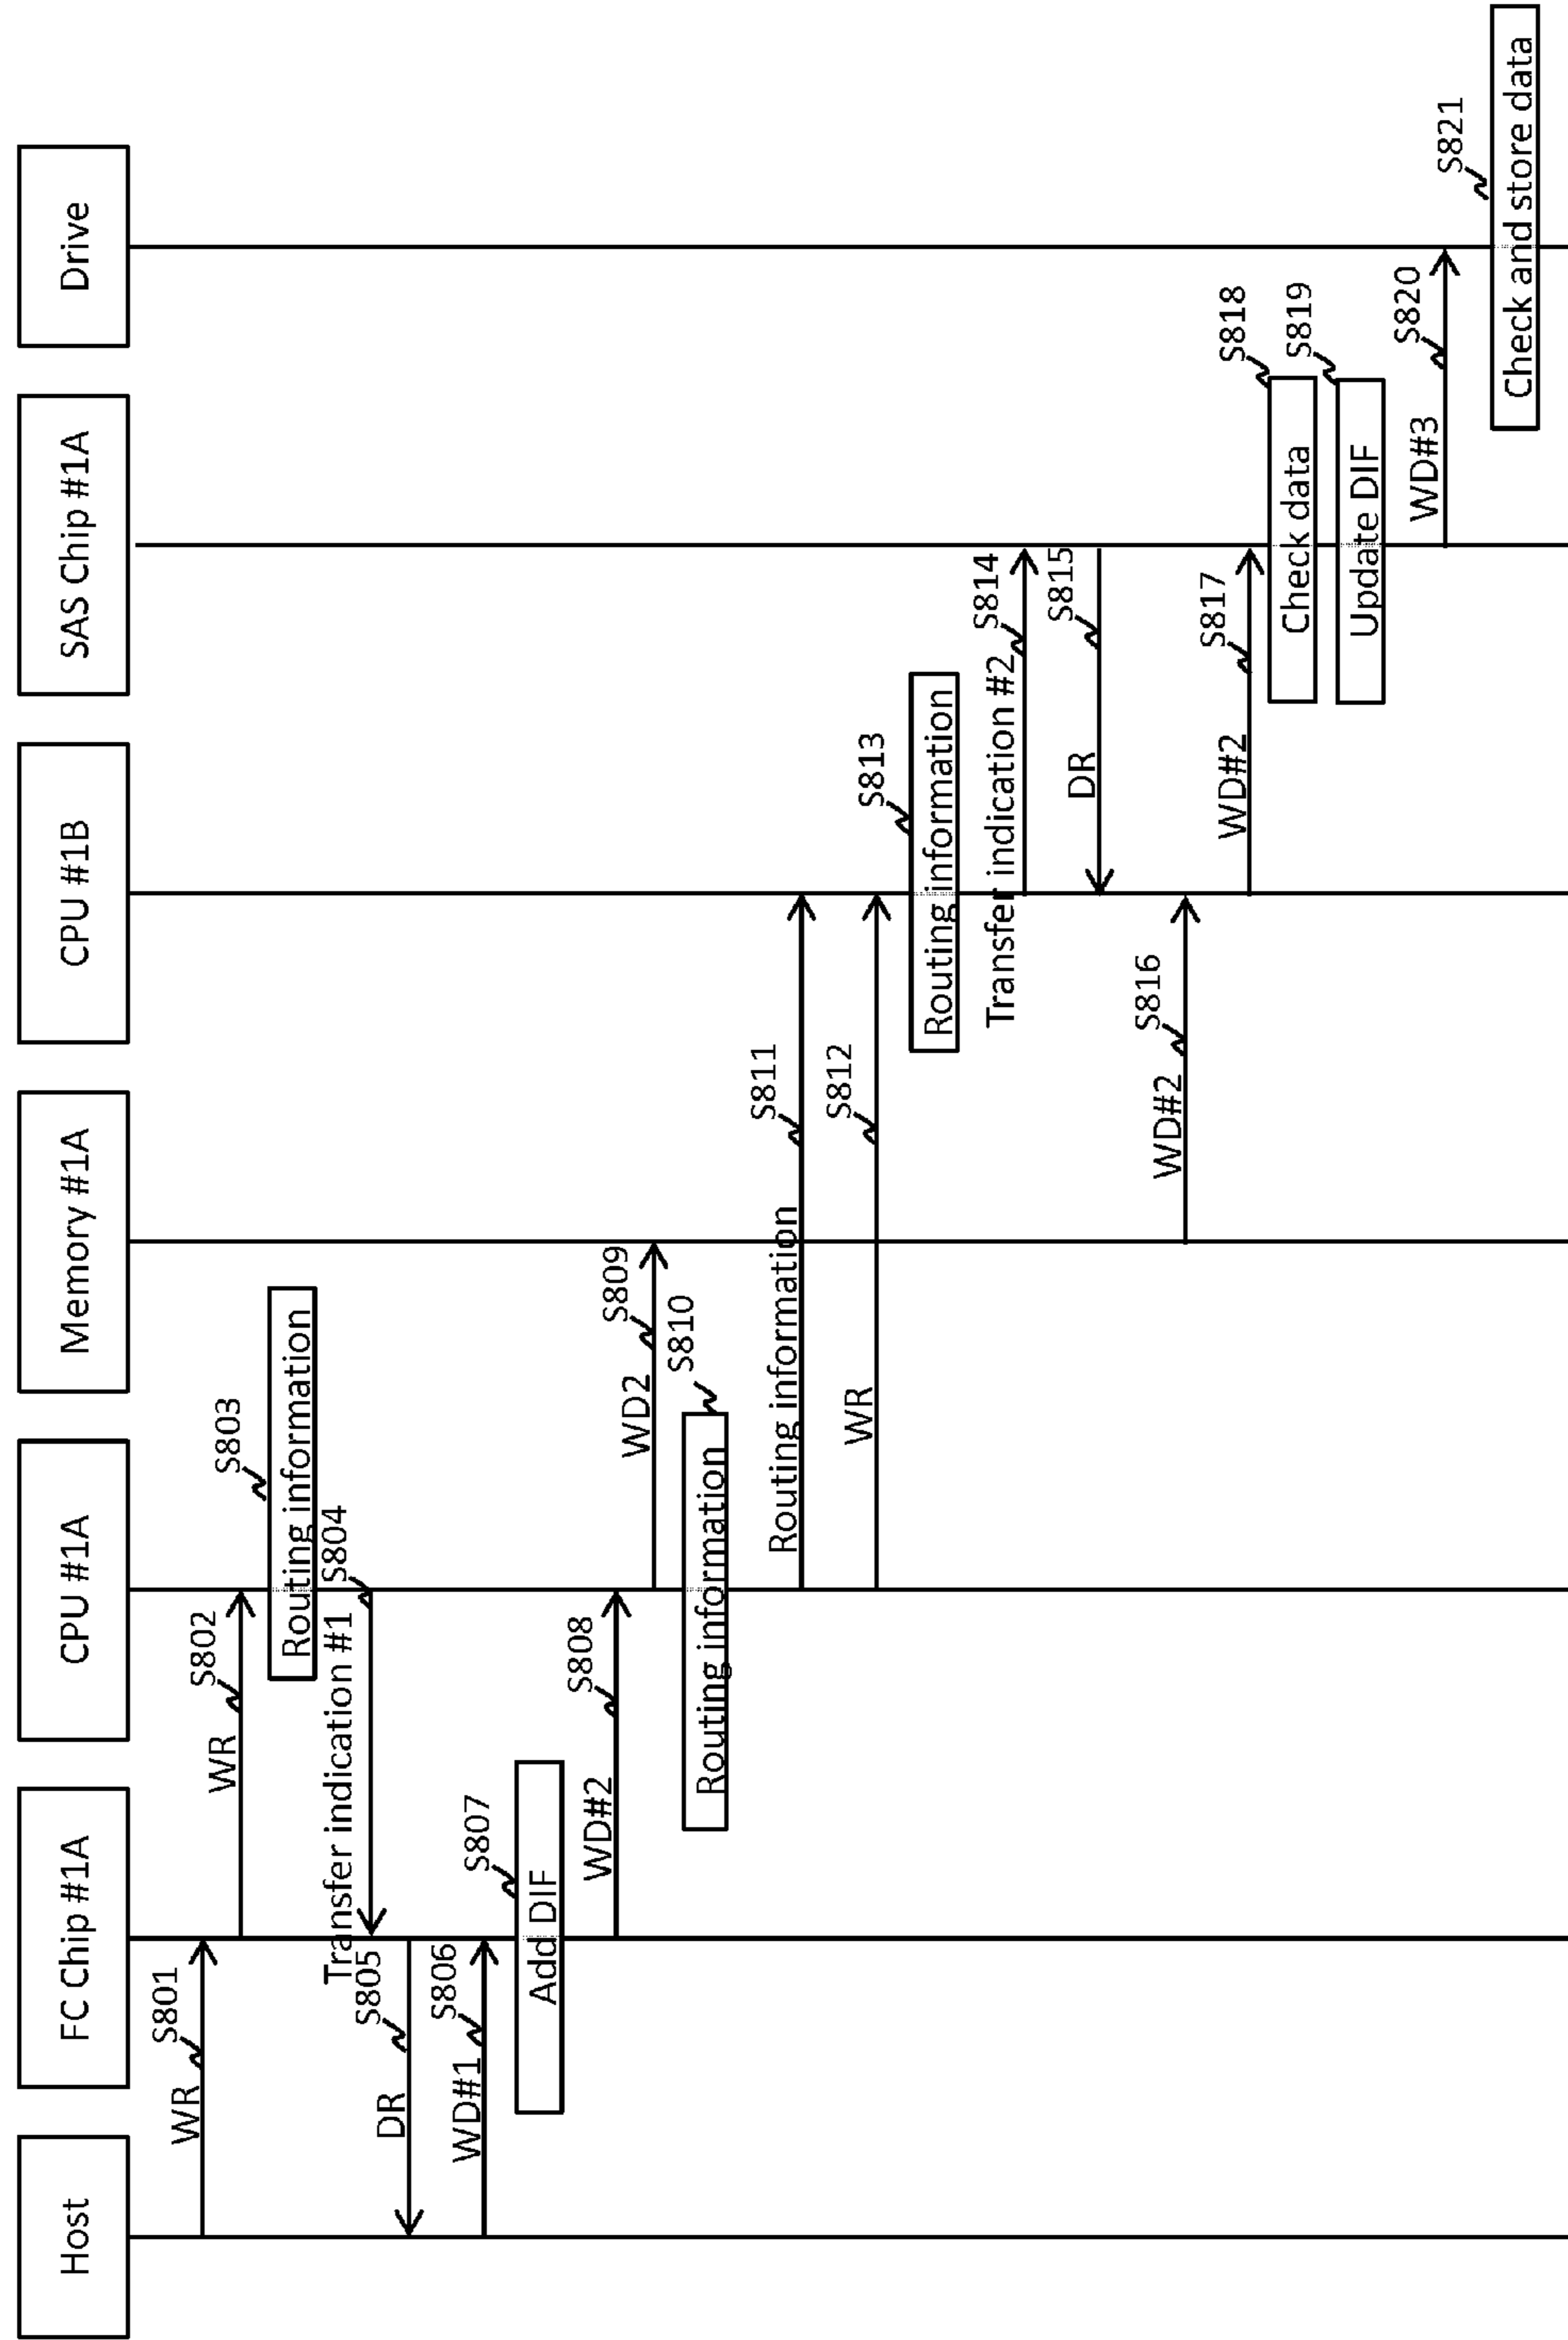 Host
FC Chip #1A
CPU #1A
Memory #1A
CPU #1B
SAS Chip #1A
Drive
S801
WR
S802
WR
S803
Routing information
S804
Transfer indication #1
S805
DR
S806
WD#1
S807
Add DIF
S808
WD#2
S809
WD2
S810
Routing information
S811
Routing information
S812
WR
S813
Routing information
S814
Transfer indication #2
S815
DR
S816
WD#2
S817
WD#2
S818
Check data
S819
Update DIF
S820
WD#3
S821
Check and store data